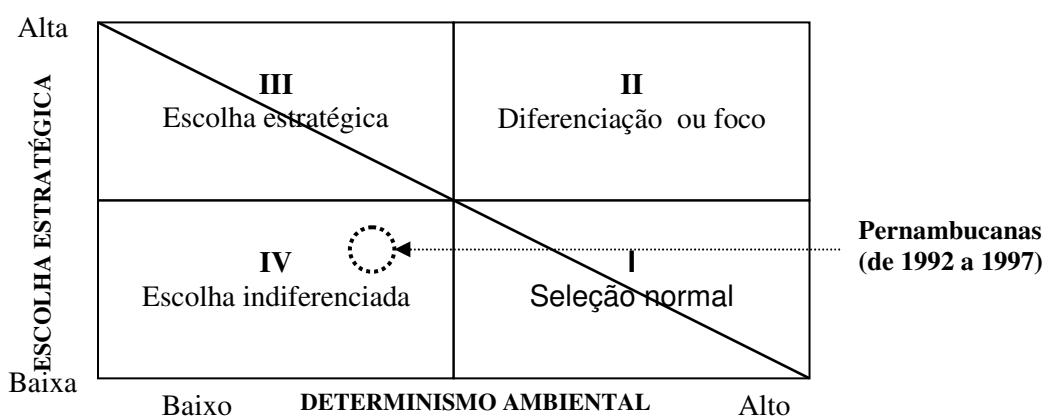 Alta
ESCOLHA ESTRATÉGICA
III
Escolha estratégica
II
Diferenciação ou foco
IV
Escolha indiferenciada
I
Seleção normal
Pernambucanas
(de 1992 a 1997)
Baixa
Baixo
DETERMINISMO AMBIENTAL
Alto